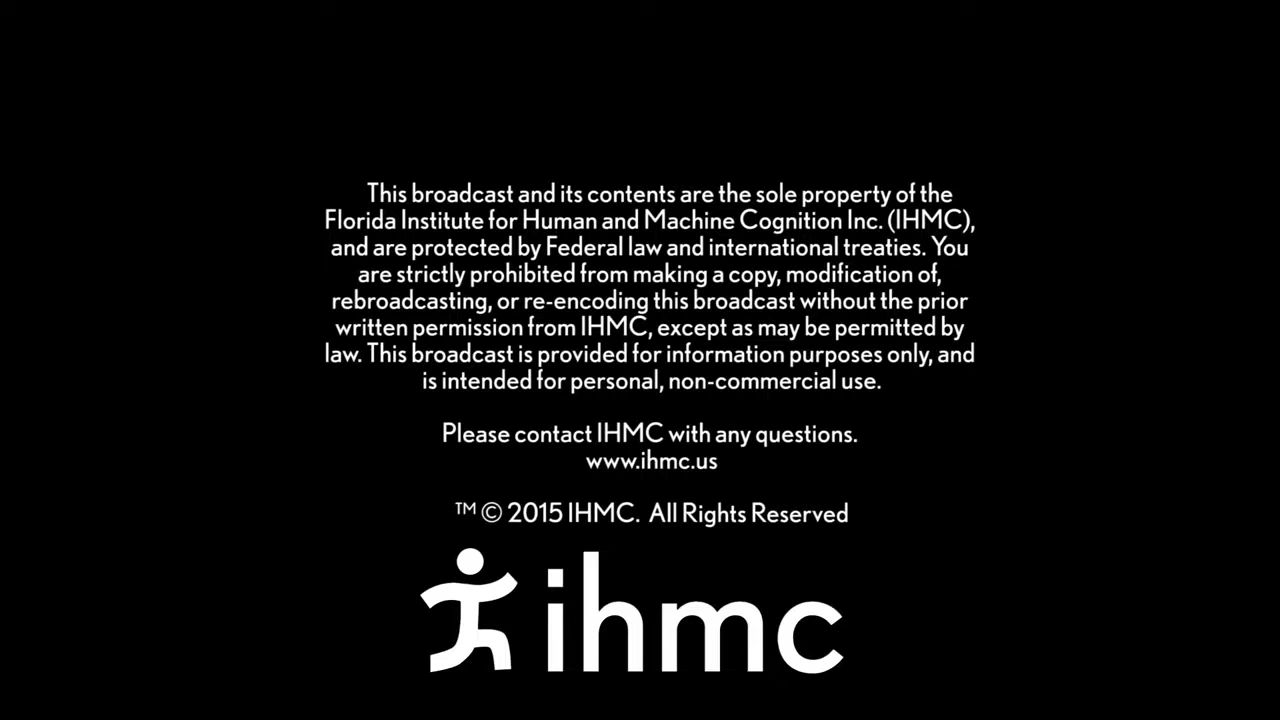 This broadcast and its contents are the sole property of the
Florida Institute for Human and Machine Cognition Inc. (IHMC),
and are protected by Federal law and international treaties. You
are strictly prohibited from making a copy, modification of,
rebroadcasting, or re-encoding this broadcast without the prior
written permission from IHMC, except as may be permitted by
law. This broadcast is provided for information purposes only, and
is intended for personal, non-commercial use.
Please contact IHMC with any questions.
www.ihmc.us
™ © 2015 IHMC. All Rights Reserved
ihmc